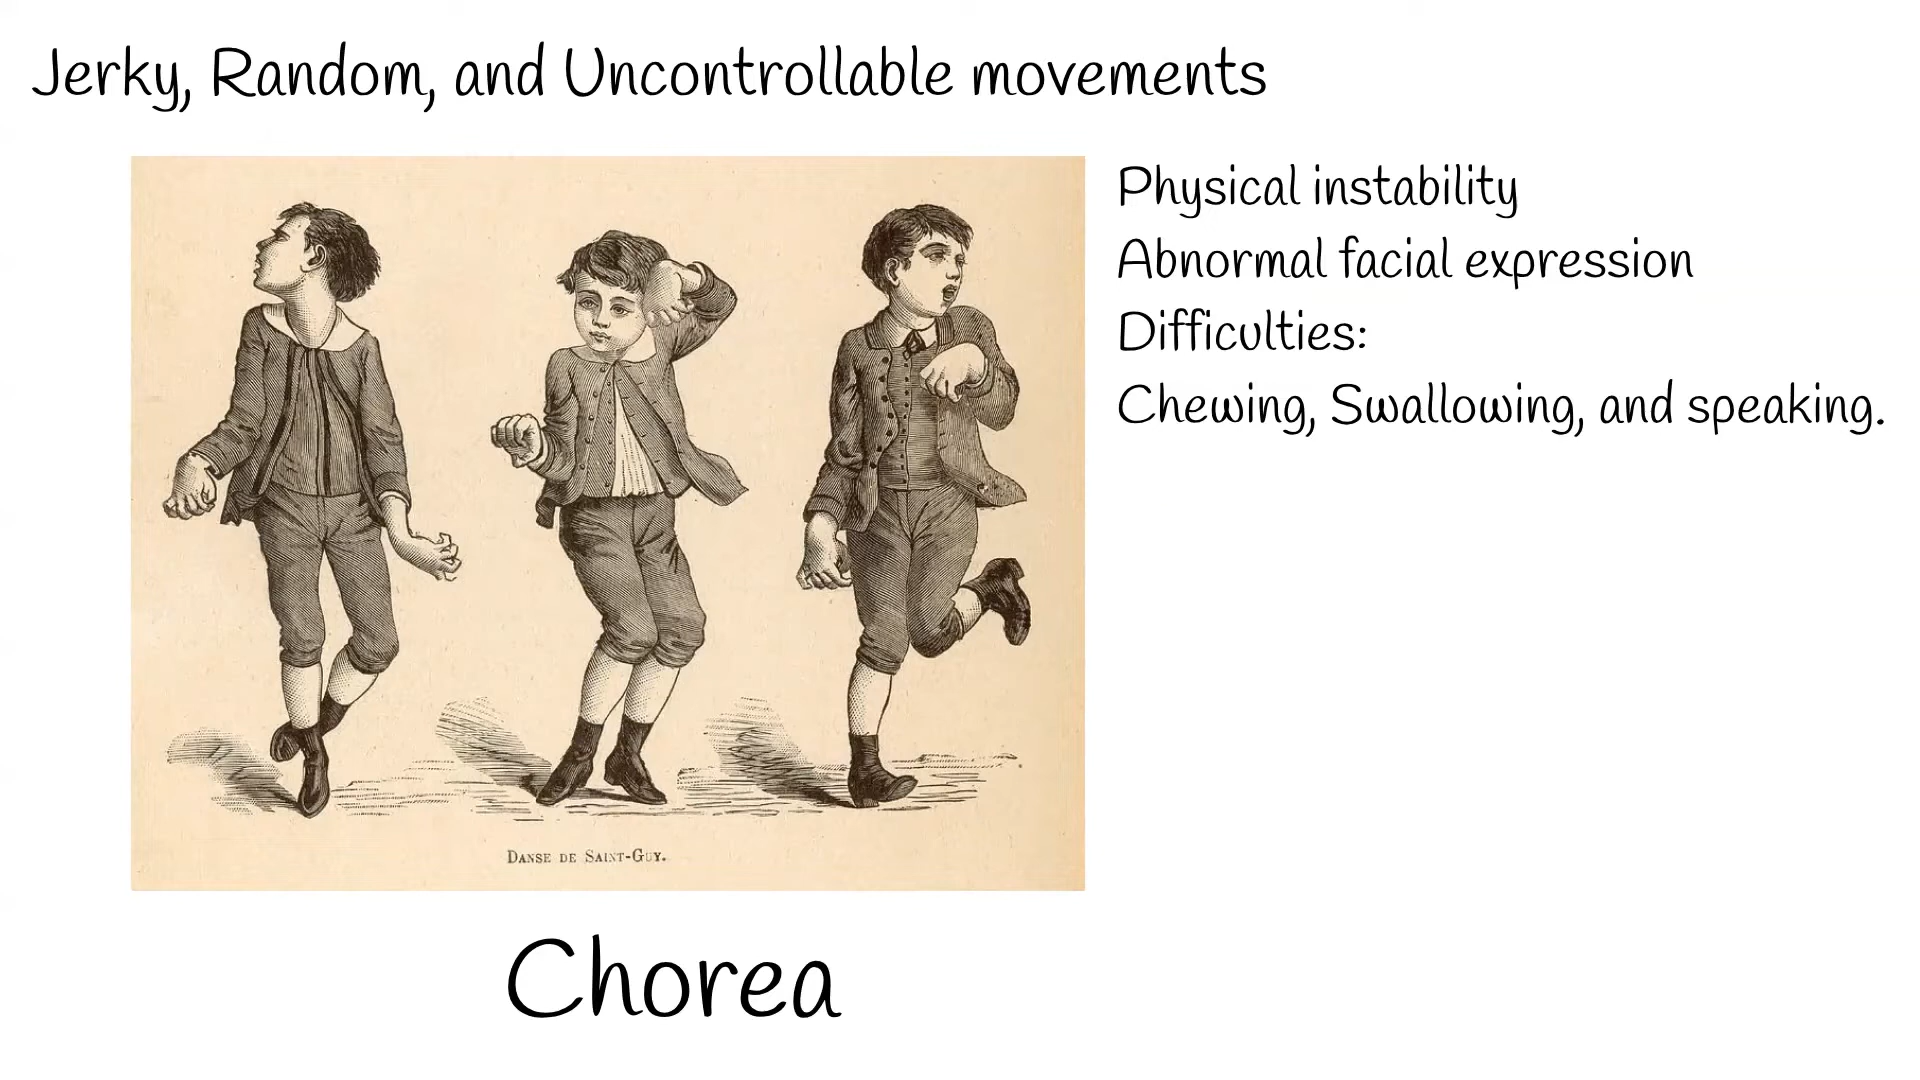 Jerky, Random, and Uncontrollable movements
Physical instability
Abnormal facial expression
Difficulties:
Chewing, Swallowing, and speaking.
Danse de Saint-Guy.
Chorea